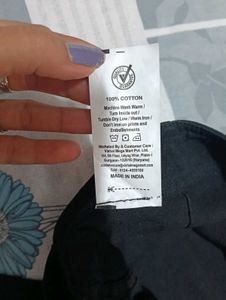 100% COTTON
Machine Wash Warm /
Turn Inside out /
Tumble Dry Low / Warm Iron /
Don't Iron on prints and
Embellishments
Marketed By & Customer Care :
Vishal Mega Mart Pvt. Ltd.
Gurgaon-122015 (Haryana)
MADE IN INDIA